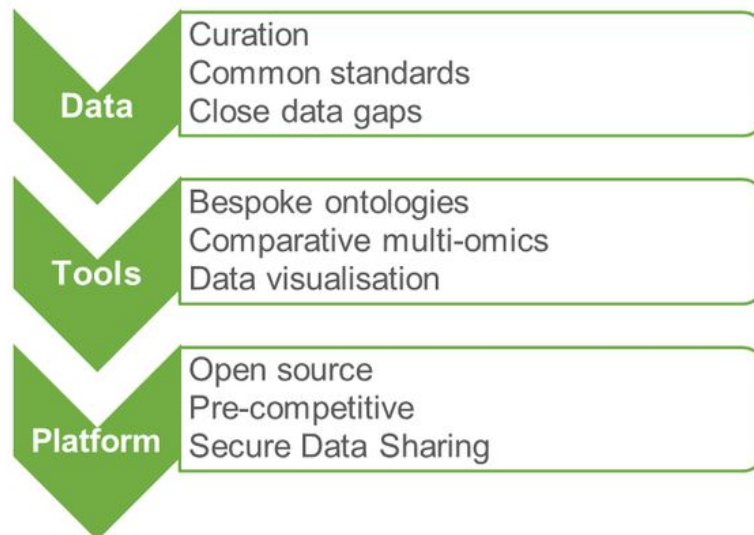 Data
Curation
Common standards
Close data gaps
Tools
Bespoke ontologies
Comparative multi-omics
Data visualisation
Platform
Open source
Pre-competitive
Secure Data Sharing